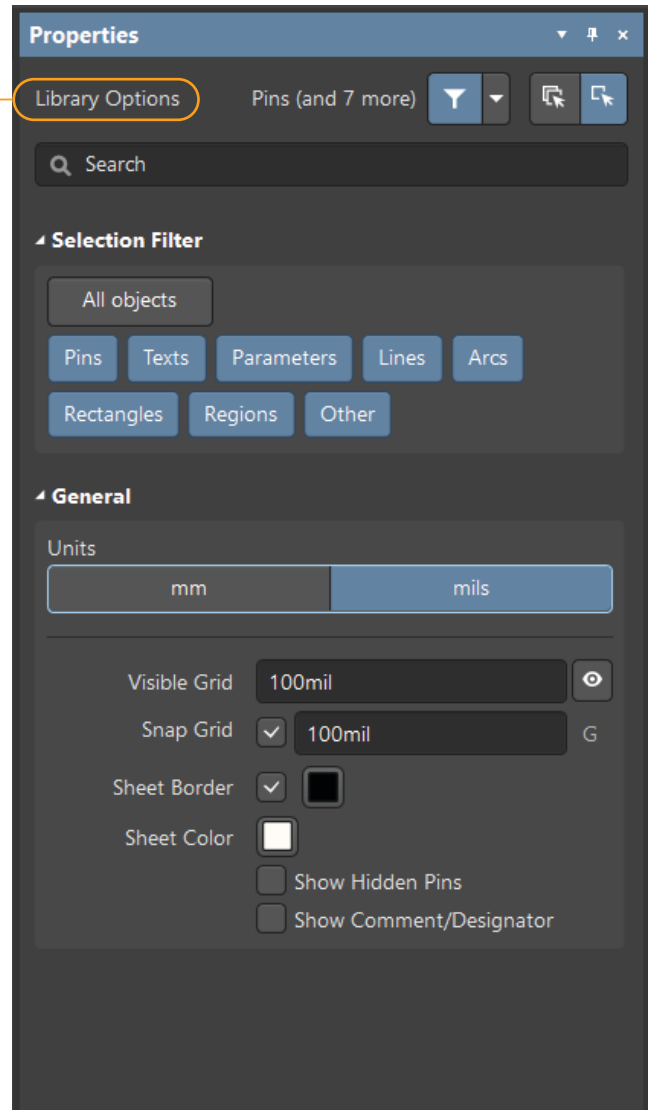 Properties
Library Options Pins (and 7 more)
Search
Selection Filter
All objects
Pins Texts Parameters Lines Arcs
Rectangles Regions Other
General
Units
mm mils
Visible Grid 100mil
Snap Grid 100mil G
Sheet Border
Sheet Color
Show Hidden Pins
Show Comment/Designator